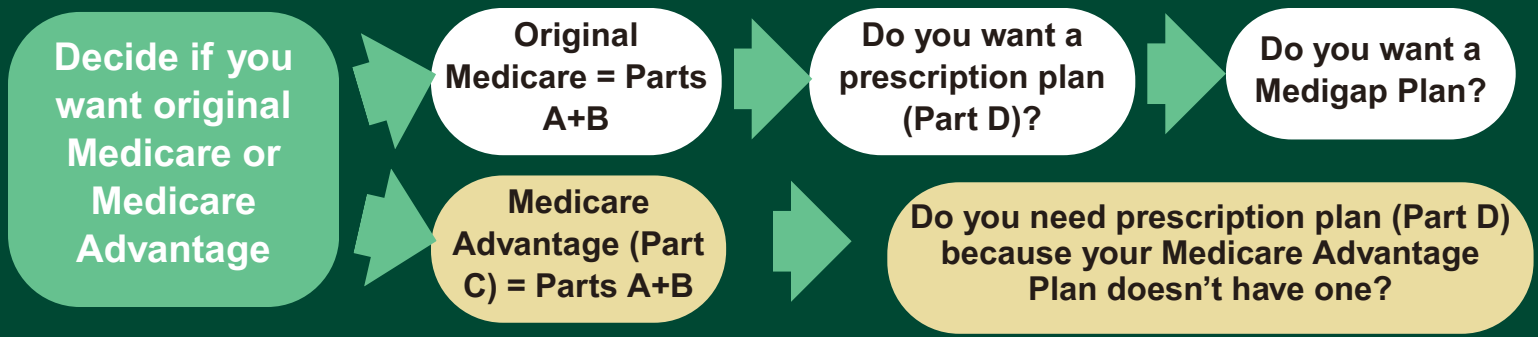 Decide if you
want original
Medicare or
Medicare
Advantage
Original
Medicare = Parts
A+B
Do you want a
prescription plan
(Part D)?
Do you want a
Medigap Plan?
Medicare
Advantage (Part
C) = Parts A+B
Do you need prescription plan (Part D)
because your Medicare Advantage
Plan doesn’t have one?